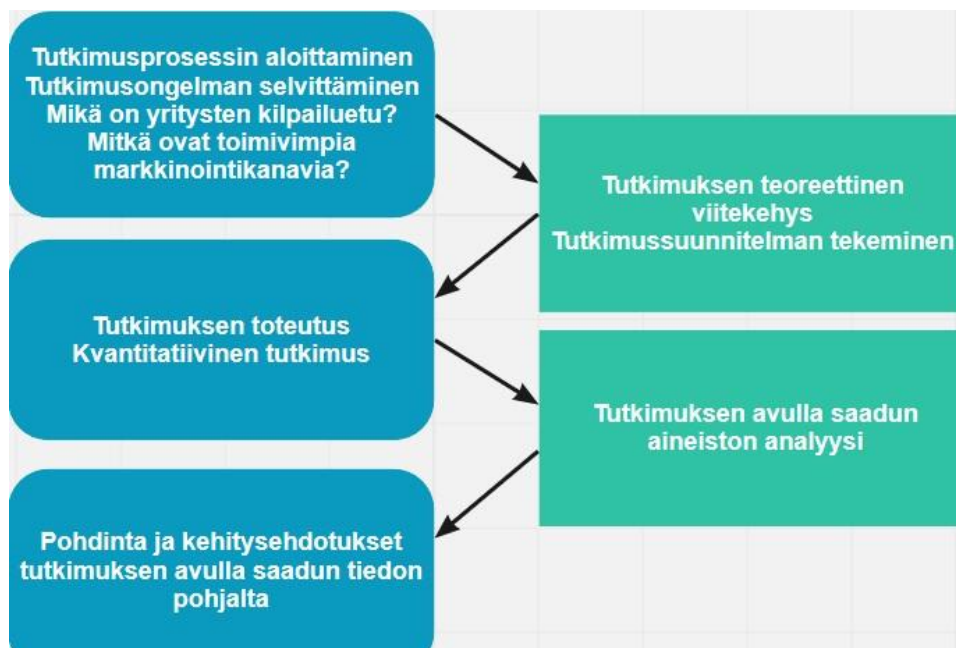 Tutkimusprosessin aloittaminen
Tutkimusongelman selvittäminen
Mikä on yritysten kilpailuetu?
Mitkä ovat toimivimpia
markkinointikanavia?
Tutkimuksen teoreettinen
viitekehys
Tutkimussuunnitelman tekeminen
Tutkimuksen toteutus
Kvantitatiivinen tutkimus
Tutkimuksen avulla saadun
aineiston analyysi
Pohdinta ja kehitysehdotukset
tutkimuksen avulla saadun tiedon
pohjalta